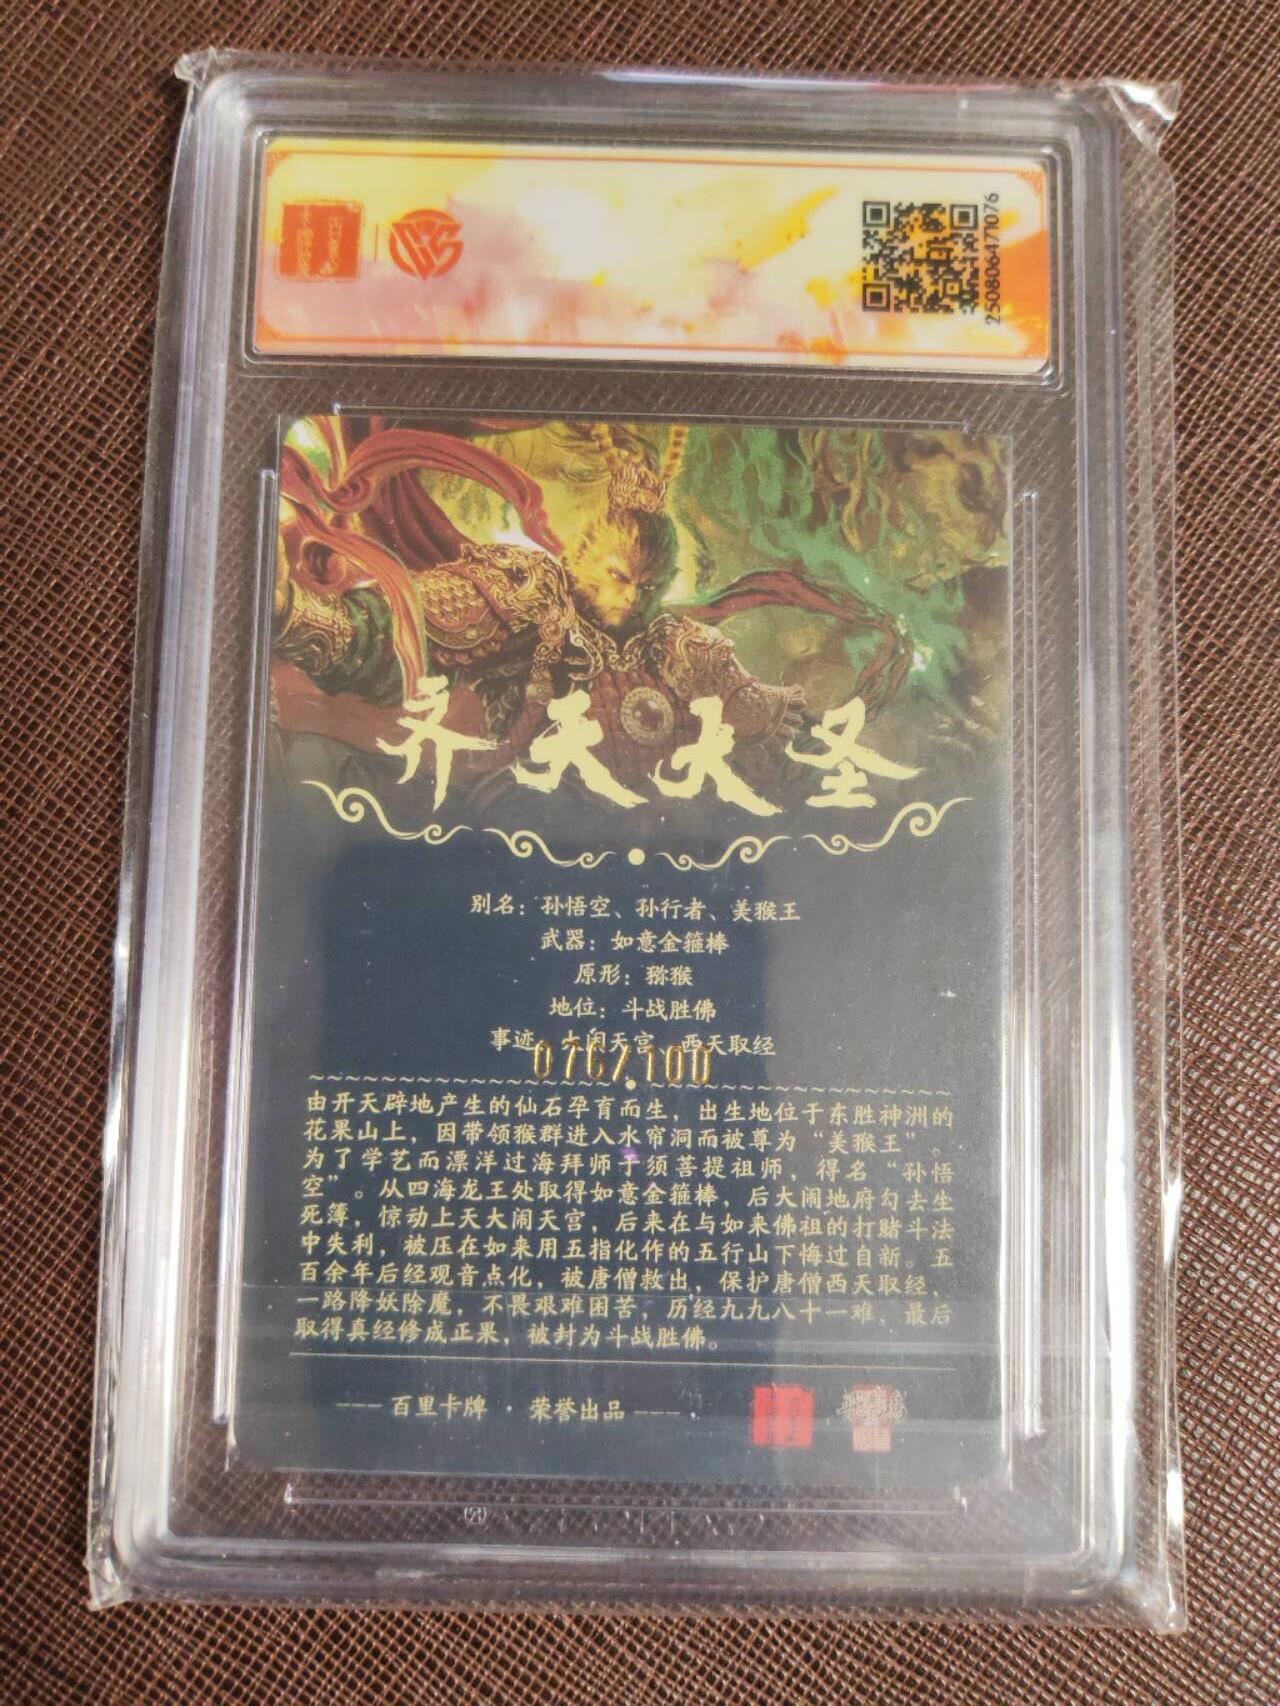 250806471076
齐天大圣
别名：孙悟空、孙行者、美猴王
武器：如意金箍棒
原形：猕猴
地位：斗战胜佛
事迹：大闹天宫、西天取经
076/100
由开天辟地产生的仙石孕育而生，出生地位于东胜神洲的
花果山上，因带领猴群进入水帘洞而被尊为“美猴王”。
为了学艺而漂洋过海拜师于须菩提祖师，得名“孙悟
空”。从四海龙王处取得如意金箍棒，后大闹地府勾去生
死簿，惊动上天大闹天宫，后来在与如来佛祖的打赌斗法
中失利，被压在如来用五指化作的五行山下悔过自新。五
百余年后经观音点化，被唐僧救出，保护唐僧西天取经，
一路降妖除魔，不畏艰难困苦，历经九九八十一难，最后
取得真经修成正果，被封为斗战胜佛。
--- 百里卡牌 · 荣誉出品 ---